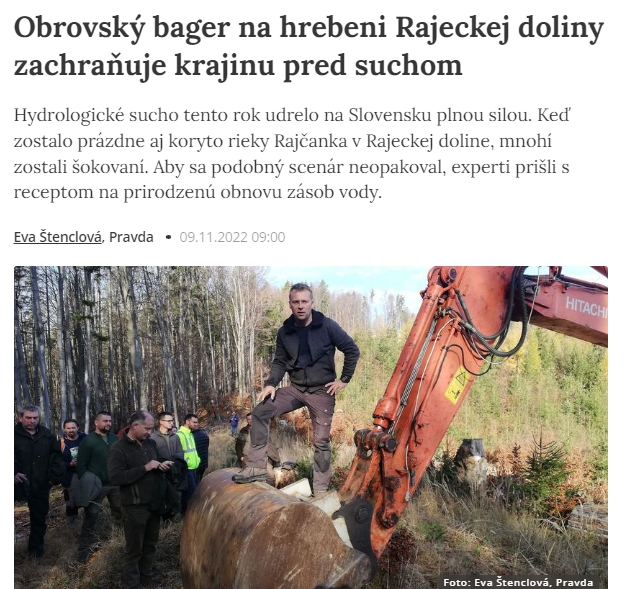 Obrovský bager na hrebeni Rajeckej doliny
zachraňuje krajinu pred suchom
Hydrologické sucho tento rok udrelo na Slovensku plnou silou. Keď
zostalo prázdne aj koryto rieky Rajčanka v Rajeckej doline, mnohí
zostali šokovaní. Aby sa podobný scenár neopakoval, experti prišli s
receptom na prirodzenú obnovu zásob vody.
Eva Štenclová, Pravda • 09.11.2022 09:00
HITACHI
Foto: Eva Štenclová, Pravda